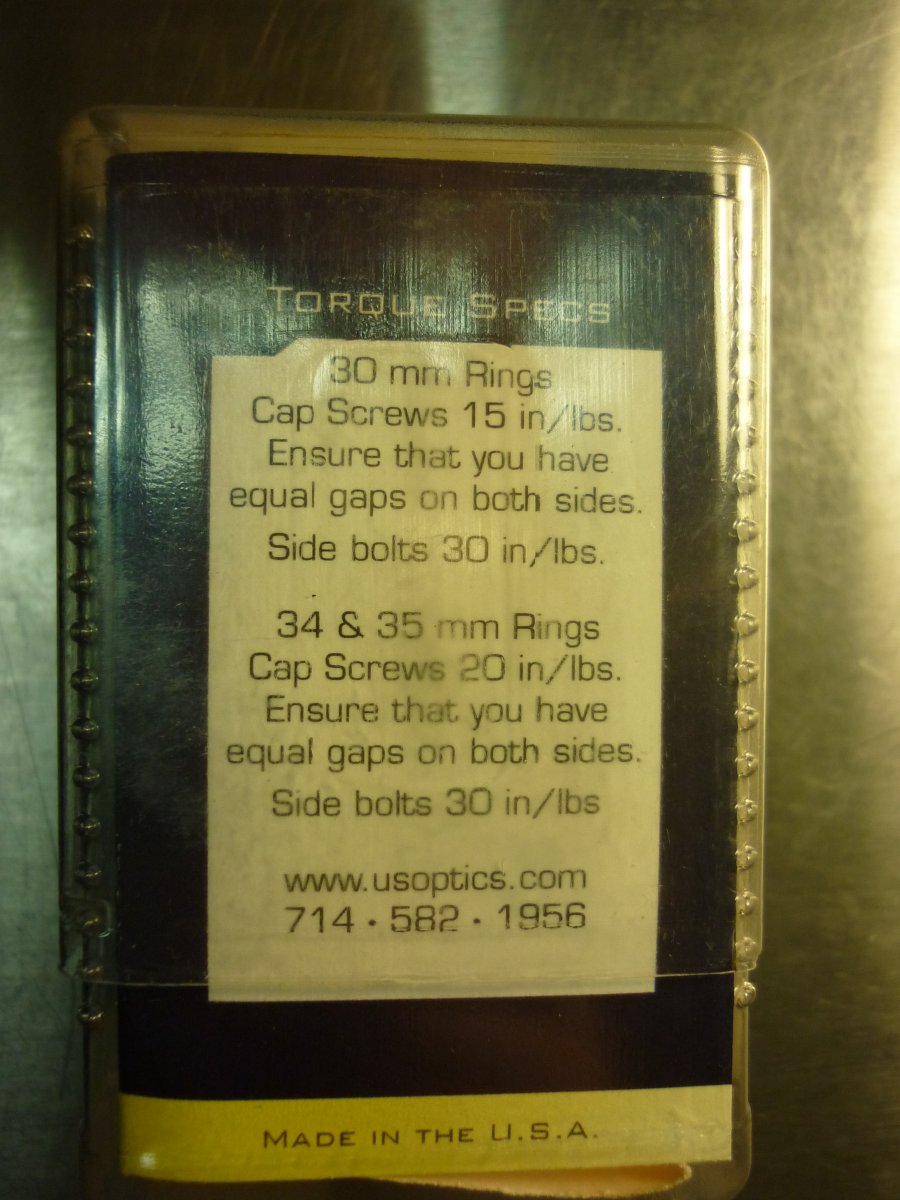 TORQUE SPECS
30 mm Rings
Cap Screws 15 in/lbs.
Ensure that you have
equal gaps on both sides.
Side bolts 30 in/lbs.
34 & 35 mm Rings
Cap Screws 20 in/lbs.
Ensure that you have
equal gaps on both sides.
Side bolts 30 in/lbs
www.usoptics.com
714 · 582 · 1956
MADE IN THE U.S.A.